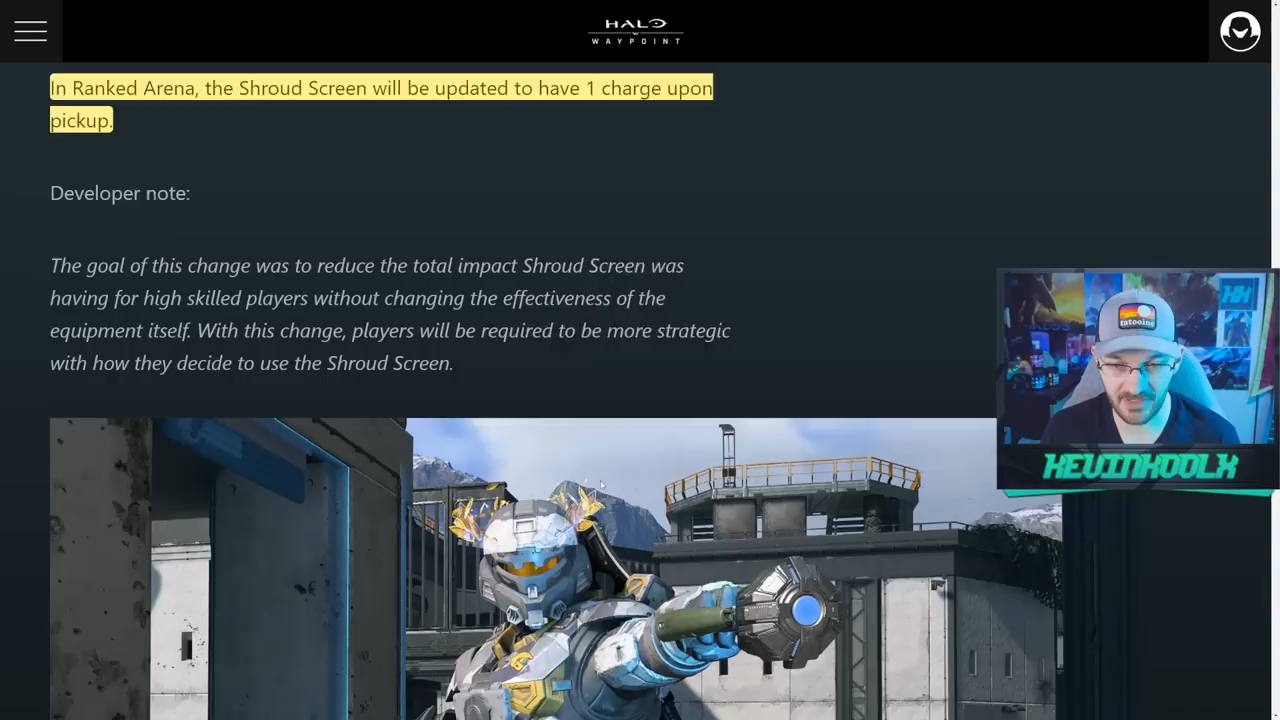 HALO
WAYPOINT
In Ranked Arena, the Shroud Screen will be updated to have 1 charge upon
pickup.
Developer note:
The goal of this change was to reduce the total impact Shroud Screen was
having for high skilled players without changing the effectiveness of the
equipment itself. With this change, players will be required to be more strategic
with how they decide to use the Shroud Screen.
tatooine
KEVINKOOLX